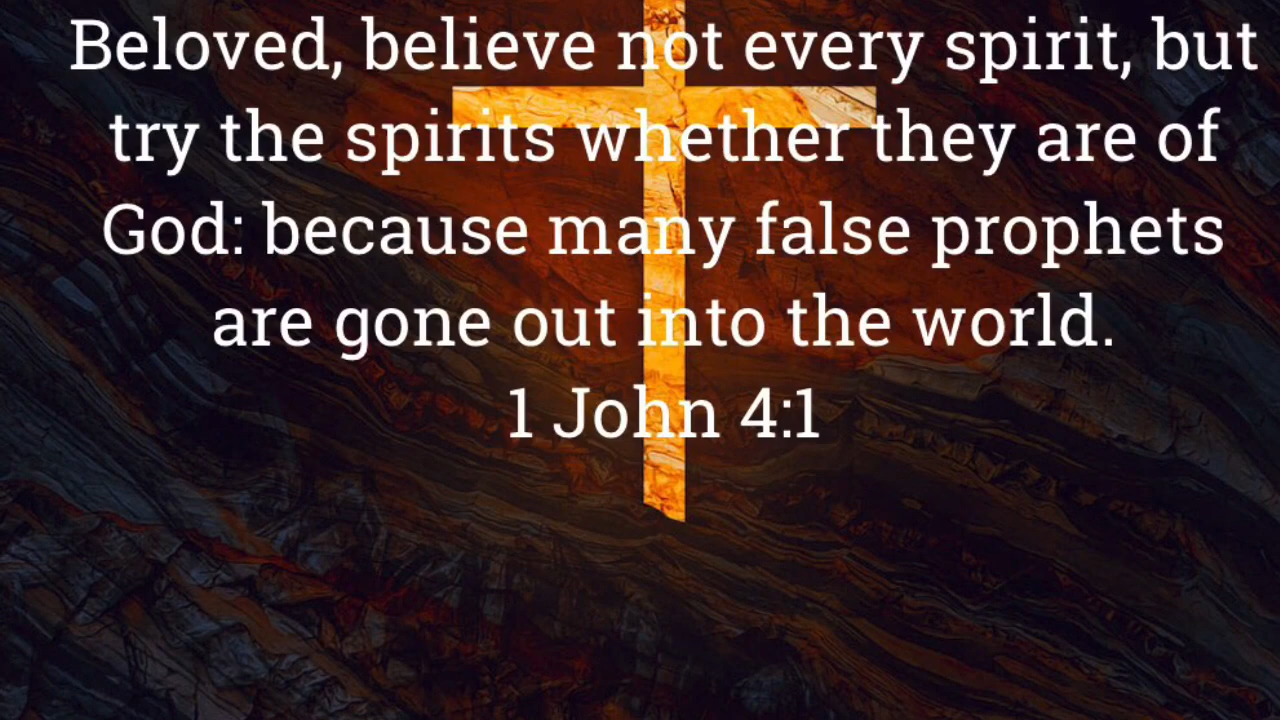 Beloved, believe not every spirit, but
try the spirits whether they are of
God: because many false prophets
are gone out into the world.
1 John 4:1